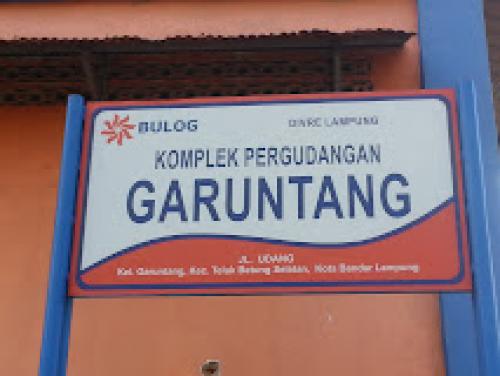 BULOG
DIVRE LAMPUNG
KOMPLEK PERGUDANGAN
GARUNTANG
JL. UDANG
Kel. Garuntang, Kec. Teluk Betung Selatan, Kota Bandar Lampung